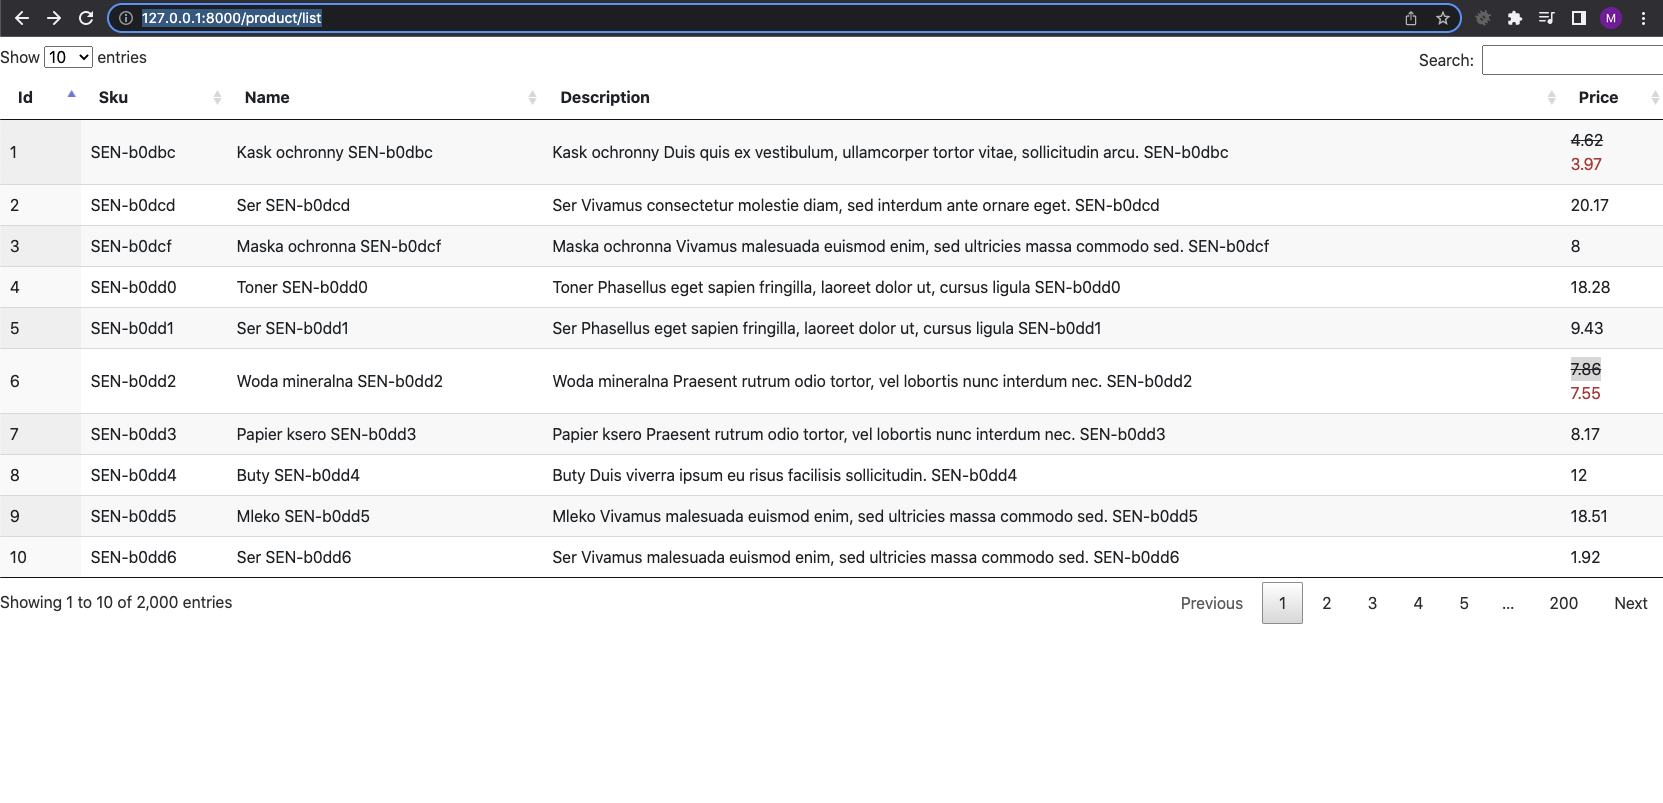 127.0.0.1:8000/product/list
M
Show 10 entries
Search:
Id Sku Name Description Price
1 SEN-b0dbc Kask ochronny SEN-b0dbc Kask ochronny Duis quis ex vestibulum, ullamcorper tortor vitae, sollicitudin arcu. SEN-b0dbc 4.62
3.97
2 SEN-b0dcd Ser SEN-b0dcd Ser Vivamus consectetur molestie diam, sed interdum ante ornare eget. SEN-b0dcd 20.17
3 SEN-b0dcf Maska ochronna SEN-b0dcf Maska ochronna Vivamus malesuada euismod enim, sed ultricies massa commodo sed. SEN-b0dcf 8
4 SEN-b0dd0 Toner SEN-b0dd0 Toner Phasellus eget sapien fringilla, laoreet dolor ut, cursus ligula SEN-b0dd0 18.28
5 SEN-b0dd1 Ser SEN-b0dd1 Ser Phasellus eget sapien fringilla, laoreet dolor ut, cursus ligula SEN-b0dd1 9.43
6 SEN-b0dd2 Woda mineralna SEN-b0dd2 Woda mineralna Praesent rutrum odio tortor, vel lobortis nunc interdum nec. SEN-b0dd2 7.86
7.55
7 SEN-b0dd3 Papier ksero SEN-b0dd3 Papier ksero Praesent rutrum odio tortor, vel lobortis nunc interdum nec. SEN-b0dd3 8.17
8 SEN-b0dd4 Buty SEN-b0dd4 Buty Duis viverra ipsum eu risus facilisis sollicitudin. SEN-b0dd4 12
9 SEN-b0dd5 Mleko SEN-b0dd5 Mleko Vivamus malesuada euismod enim, sed ultricies massa commodo sed. SEN-b0dd5 18.51
10 SEN-b0dd6 Ser SEN-b0dd6 Ser Vivamus malesuada euismod enim, sed ultricies massa commodo sed. SEN-b0dd6 1.92
Showing 1 to 10 of 2,000 entries
Previous 1 2 3 4 5 ... 200 Next